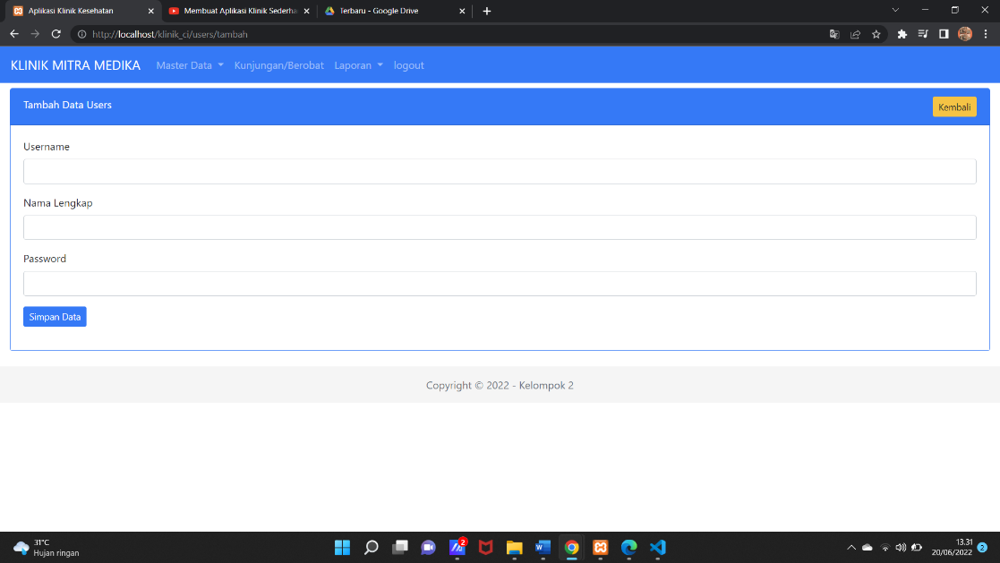 Aplikasi Klinik Kesehatan
Membuat Aplikasi Klinik Sederha
Terbaru - Google Drive
http://localhost/klinik_ci/users/tambah
KLINIK MITRA MEDIKA Master Data Kunjungan/Berobat Laporan logout
Tambah Data Users
Kembali
Username
Nama Lengkap
Password
Simpan Data
Copyright © 2022 - Kelompok 2
31°C
Hujan ringan
2
W
13.31
20/06/2022
2